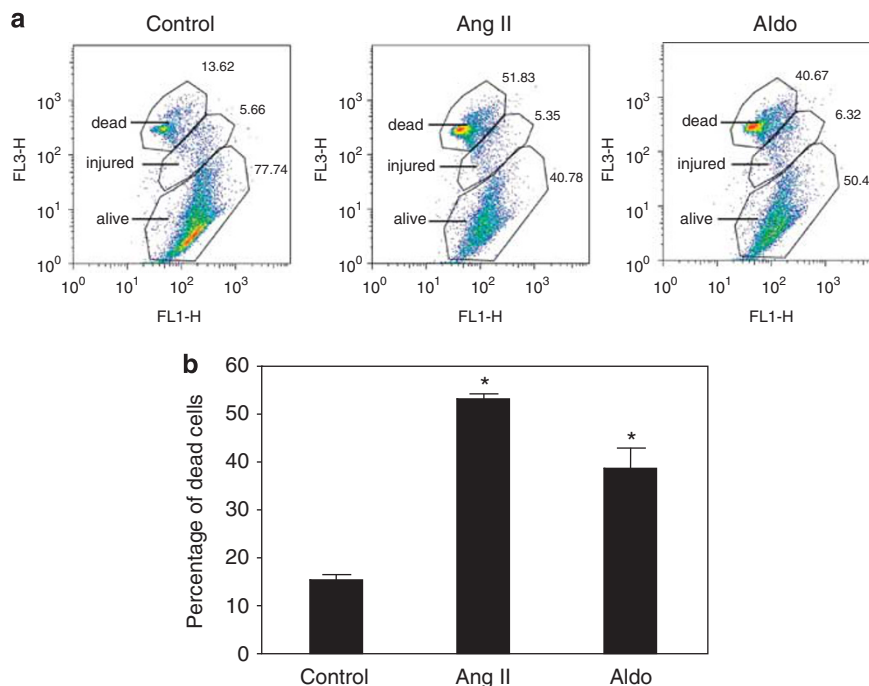 a
Control
Ang II
Aldo
13.62
5.66
77.74
dead
injured
alive
FL3-H
10³
10²
10¹
10⁰
10⁰ 10¹ 10² 10³
FL1-H
51.83
5.35
40.78
dead
injured
alive
FL3-H
10³
10²
10¹
10⁰
10⁰ 10¹ 10² 10³
FL1-H
40.67
6.32
50.4
dead
injured
alive
FL3-H
10³
10²
10¹
10⁰
10⁰ 10¹ 10² 10³
FL1-H
b
Percentage of dead cells
60
50
40
30
20
10
0
*
*
Control Ang II Aldo